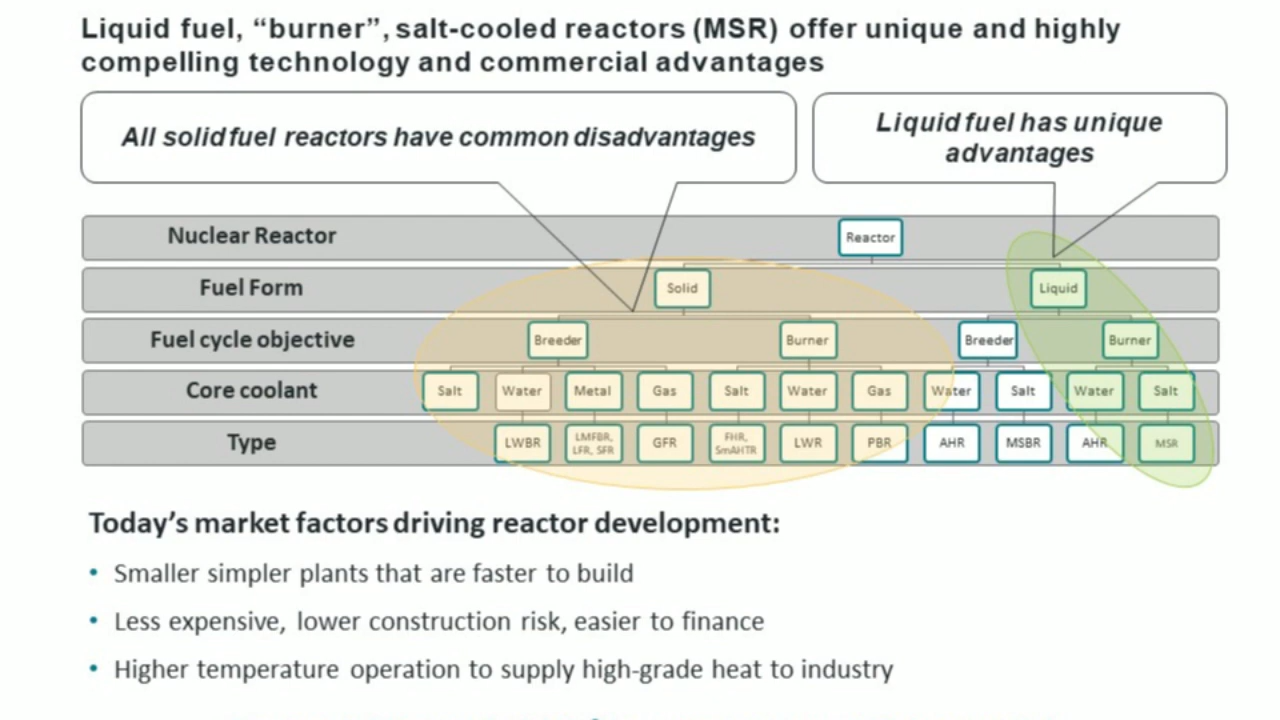 Liquid fuel, “burner”, salt-cooled reactors (MSR) offer unique and highly
compelling technology and commercial advantages
All solid fuel reactors have common disadvantages
Liquid fuel has unique
advantages
Nuclear Reactor
Reactor
Fuel Form
Solid
Liquid
Fuel cycle objective
Breeder
Burner
Breeder
Burner
Core coolant
Salt
Water
Metal
Gas
Salt
Water
Gas
Water
Salt
Water
Salt
Type
LWBR
LMFBR,
LFR, SFR
GFR
FHR,
SmAHTR
LWR
PBR
AHR
MSBR
AHR
MSR
Today’s market factors driving reactor development:
• Smaller simpler plants that are faster to build
• Less expensive, lower construction risk, easier to finance
• Higher temperature operation to supply high-grade heat to industry